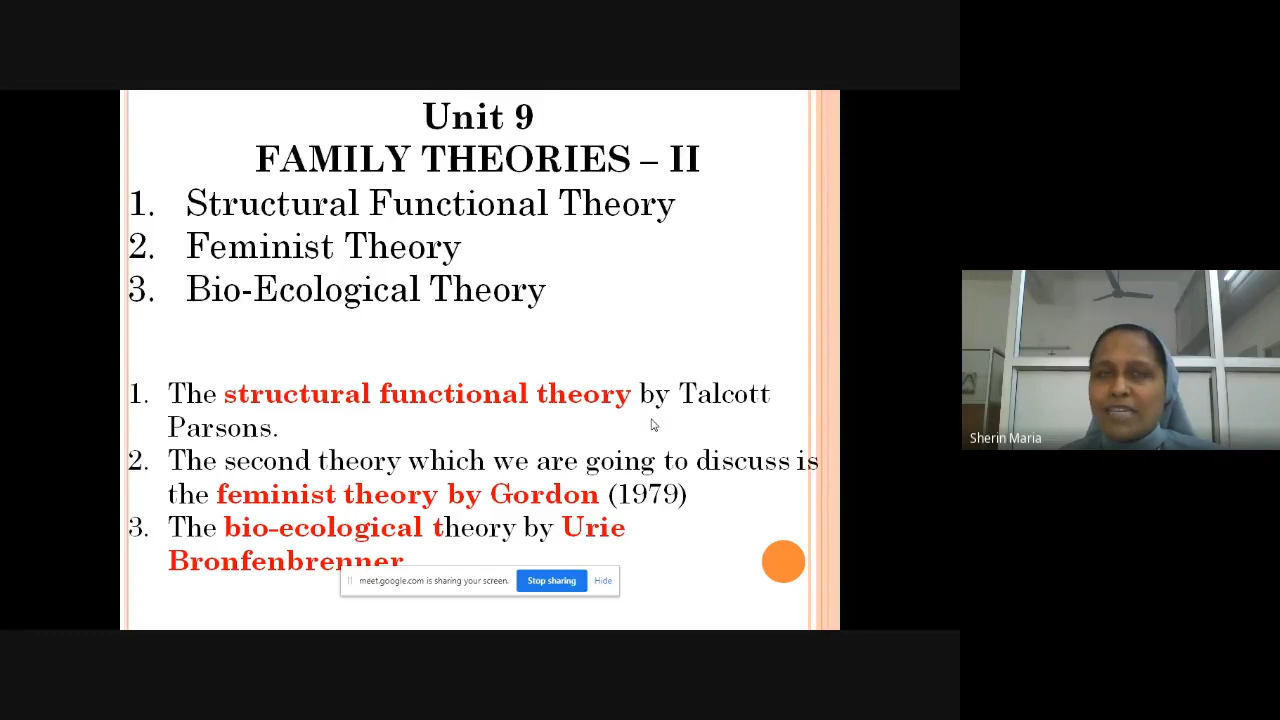 Unit 9
FAMILY THEORIES – II
1. Structural Functional Theory
2. Feminist Theory
3. Bio-Ecological Theory
1. The structural functional theory by Talcott
Parsons.
2. The second theory which we are going to discuss is
the feminist theory by Gordon (1979)
3. The bio-ecological theory by Urie
Bronfenbrenner
meet.google.com is sharing your screen.
Stop sharing
Hide
Sherin Maria